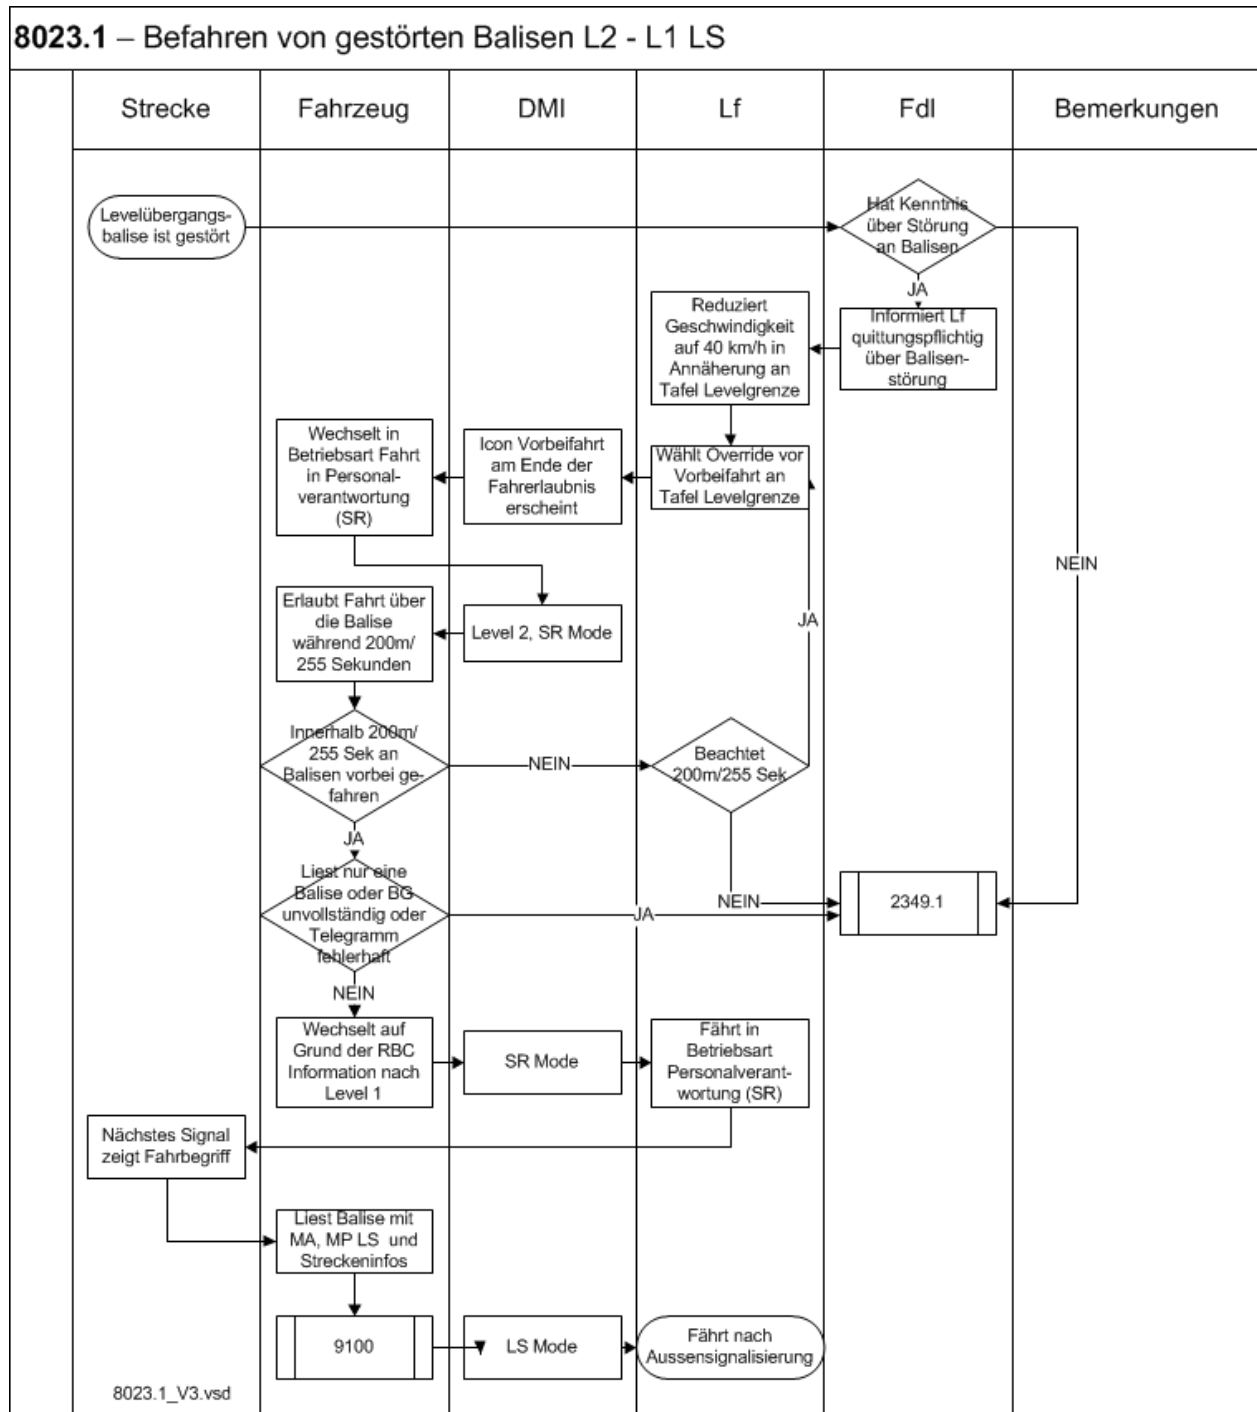 8023.1 – Befahren von gestörten Balisen L2 - L1 LS
Strecke
Fahrzeug
DMI
Lf
Fdl
Bemerkungen
Levelübergangs-
balise ist gestört
Hat Kenntnis
über Störung
an Balisen
JA
Reduziert
Geschwindigkeit
auf 40 km/h in
Annäherung an
Tafel Levelgrenze
Informiert Lf
quittungspflichtig
über Balisen-
störung
Wechselt in
Betriebsart Fahrt
in Personal-
verantwortung
(SR)
Icon Vorbeifahrt
am Ende der
Fahrerlaubnis
erscheint
Wählt Override vor
Vorbeifahrt an
Tafel Levelgrenze
NEIN
Erlaubt Fahrt über
die Balise
während 200m/
255 Sekunden
Level 2, SR Mode
JA
Innerhalb 200m/
255 Sek an
Balisen vorbei ge-
fahren
NEIN
Beachtet
200m/255 Sek
JA
Liest nur eine
Balise oder BG
unvollständig oder
Telegramm
fehlerhaft
JA
NEIN
2349.1
NEIN
Wechselt auf
Grund der RBC
Information nach
Level 1
SR Mode
Fährt in
Betriebsart
Personalverant-
wortung (SR)
Nächstes Signal
zeigt Fahrbegriff
Liest Balise mit
MA, MP LS und
Streckeninfos
9100
LS Mode
Fährt nach
Aussensignalisierung
8023.1_V3.vsd